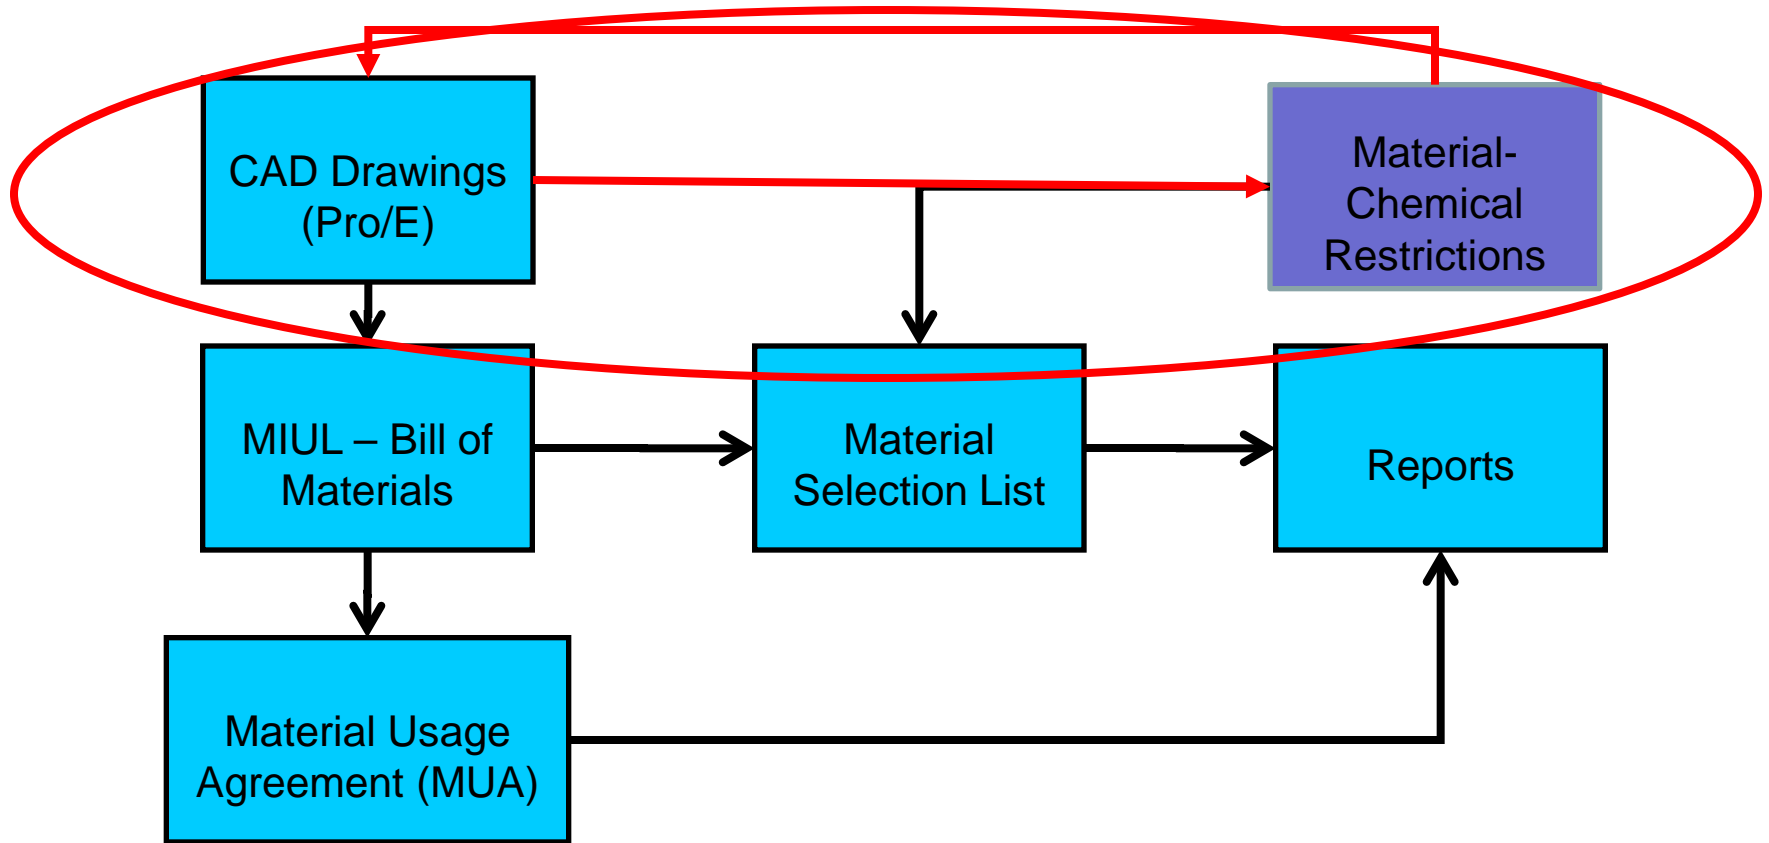 CAD Drawings
(Pro/E)
Material-
Chemical
Restrictions
MIUL – Bill of
Materials
Material
Selection List
Reports
Material Usage
Agreement (MUA)